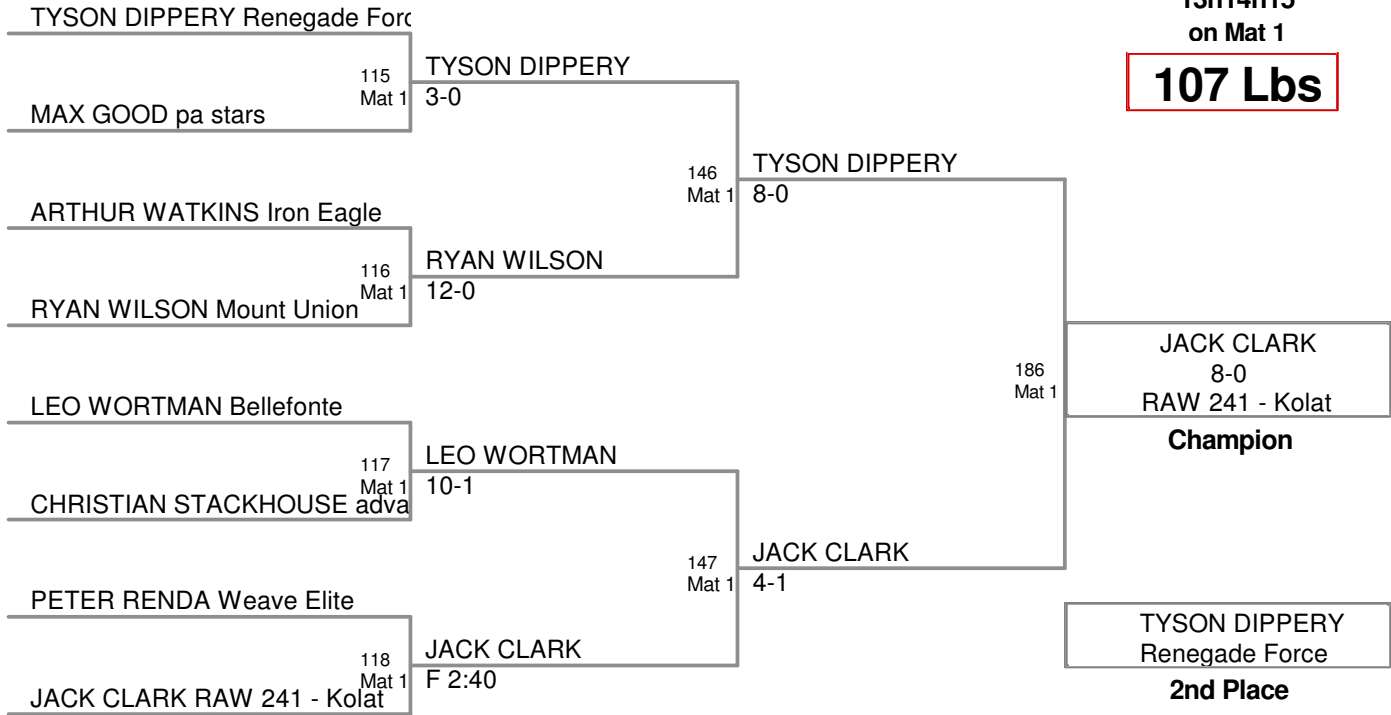 TYSON DIPPERY Renegade Forc
13h14h15
on Mat 1
107 Lbs
115
Mat 1
TYSON DIPPERY
3-0
MAX GOOD pa stars
146
Mat 1
TYSON DIPPERY
8-0
ARTHUR WATKINS Iron Eagle
116
Mat 1
RYAN WILSON
12-0
RYAN WILSON Mount Union
186
Mat 1
JACK CLARK
8-0
RAW 241 - Kolat
Champion
LEO WORTMAN Bellefonte
117
Mat 1
LEO WORTMAN
10-1
CHRISTIAN STACKHOUSE adva
147
Mat 1
JACK CLARK
4-1
PETER RENDA Weave Elite
118
Mat 1
JACK CLARK
F 2:40
JACK CLARK RAW 241 - Kolat
TYSON DIPPERY
Renegade Force
2nd Place